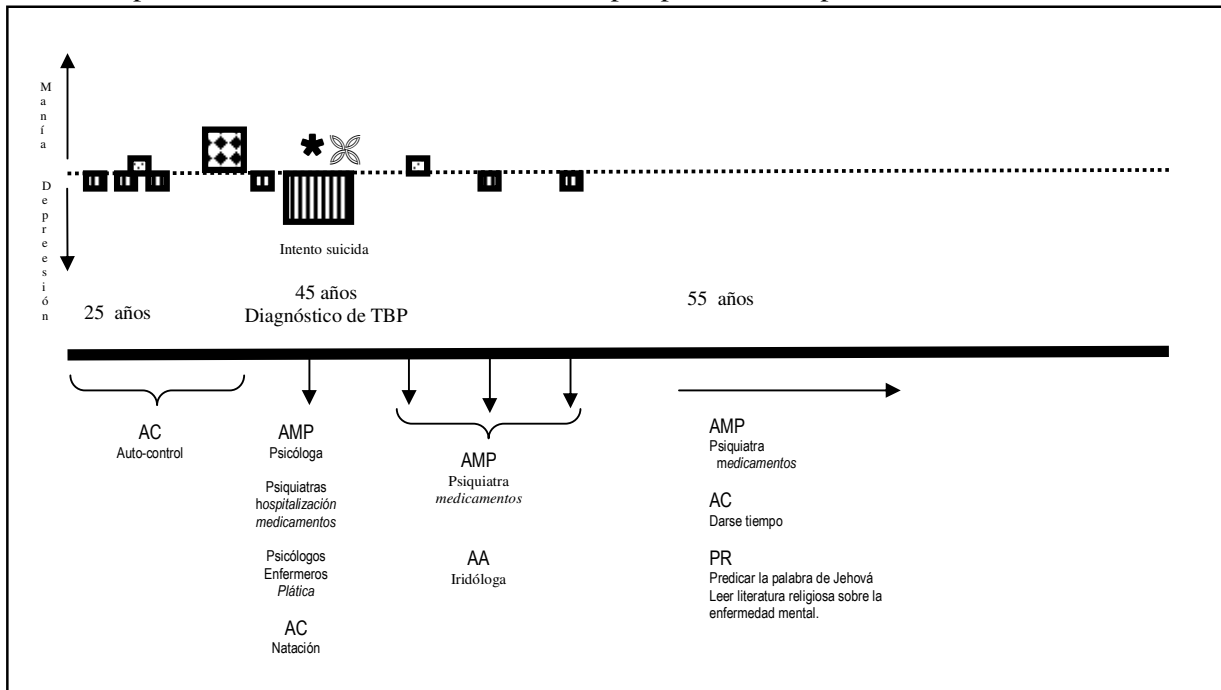 Manía
Depreesión
Intento suicida
25 años
45 años
Diagnóstico de TBP
55 años
AC
Auto-control
AMP
Psicóloga
Psiquiatras
hospitalización
medicamentos
Psicólogos
Enfermeros
Plática
AC
Natación
AMP
Psiquiatra
medicamentos
AA
Iridóloga
AMP
Psiquiatra
medicamentos
AC
Darse tiempo
PR
Predicar la palabra de Jehová
Leer literatura religiosa sobre la
enfermedad mental.